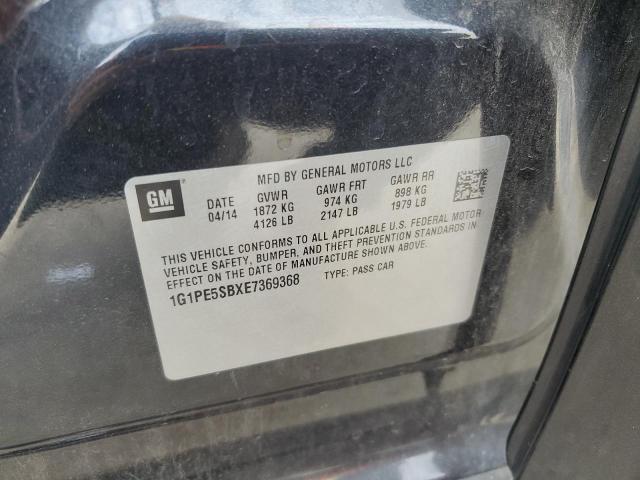 MFD BY GENERAL MOTORS LLC
GM
DATE GVWR GAWR FRT GAWR RR
04/14 1872 KG 974 KG 898 KG
4126 LB 2147 LB 1979 LB
THIS VEHICLE CONFORMS TO ALL APPLICABLE U.S. FEDERAL MOTOR
VEHICLE SAFETY, BUMPER, AND THEFT PREVENTION STANDARDS IN
EFFECT ON THE DATE OF MANUFACTURE SHOWN ABOVE.
1G1PE5SBXE7369368 TYPE: PASS CAR